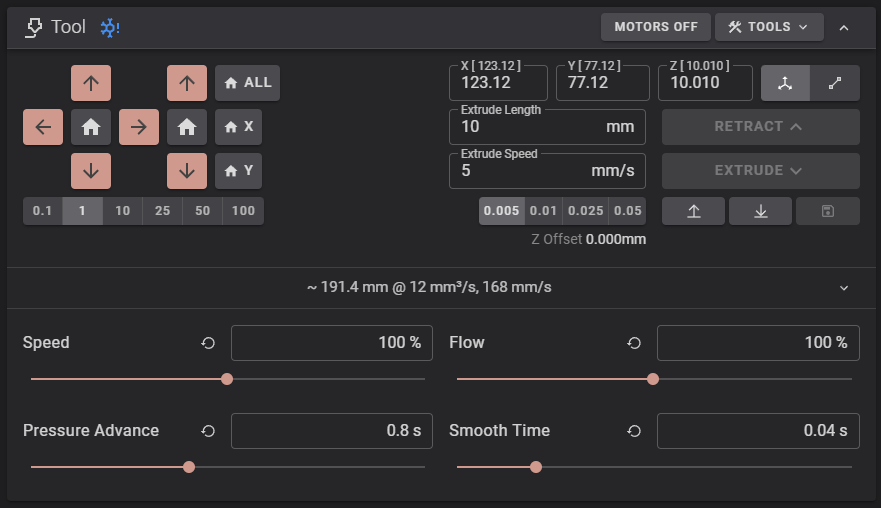 Tool MOTORS OFF TOOLS
X [ 123.12 ] Y [ 77.12 ] Z [ 10.010 ]
ALL 123.12 77.12 10.010
Extrude Length
X 10 mm RETRACT
Extrude Speed
Y 5 mm/s EXTRUDE
0.1 1 10 25 50 100 0.005 0.01 0.025 0.05
Z Offset 0.000mm
~ 191.4 mm @ 12 mm³/s, 168 mm/s
Speed 100 % Flow 100 %
Pressure Advance 0.8 s Smooth Time 0.04 s